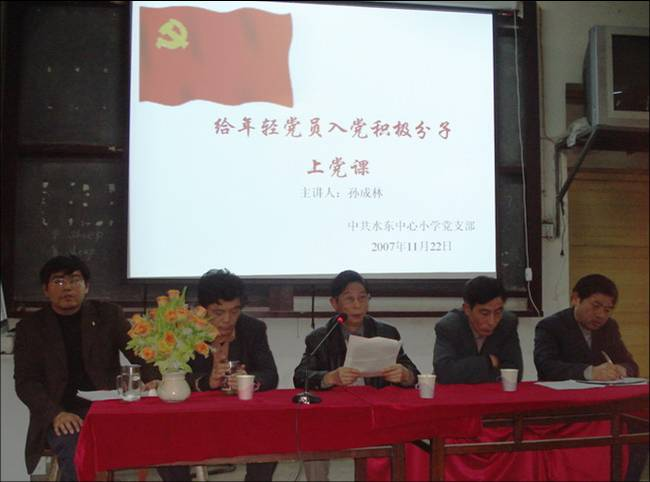 给年轻党员入党积极分子
上党课
主讲人：孙成林
中共水东中心小学党支部
2007年11月22日
sheep